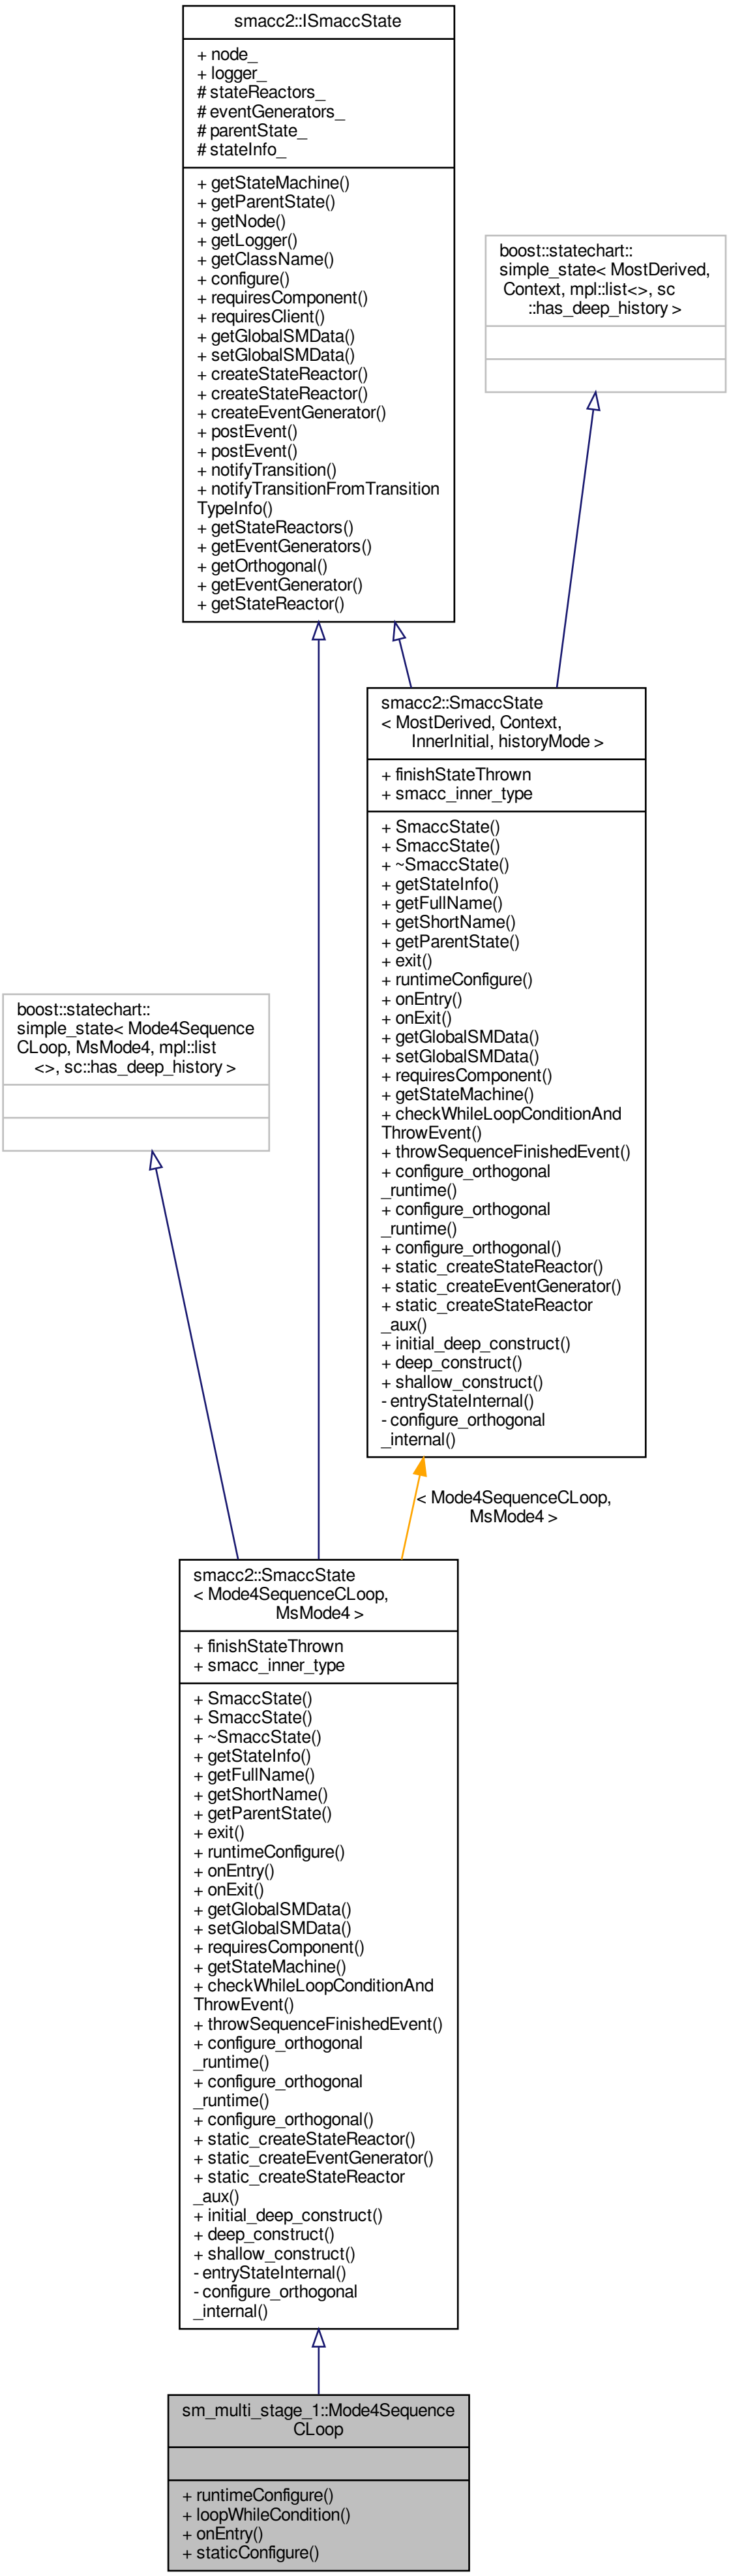 smacc2::ISmaccState
+ node_
+ logger_
# stateReactors_
# eventGenerators_
# parentState_
# stateInfo_
+ getStateMachine()
+ getParentState()
+ getNode()
+ getLogger()
+ getClassName()
+ configure()
+ requiresComponent()
+ requiresClient()
+ getGlobalSMData()
+ setGlobalSMData()
+ createStateReactor()
+ createStateReactor()
+ createEventGenerator()
+ postEvent()
+ postEvent()
+ notifyTransition()
+ notifyTransitionFromTransition
TypeInfo()
+ getStateReactors()
+ getEventGenerators()
+ getOrthogonal()
+ getEventGenerator()
+ getStateReactor()
boost::statechart::
simple_state< MostDerived,
Context, mpl::list<>, sc
::has_deep_history >
smacc2::SmaccState
< MostDerived, Context,
InnerInitial, historyMode >
+ finishStateThrown
+ smacc_inner_type
+ SmaccState()
+ SmaccState()
+ ~SmaccState()
+ getStateInfo()
+ getFullName()
+ getShortName()
+ getParentState()
+ exit()
+ runtimeConfigure()
+ onEntry()
+ onExit()
+ getGlobalSMData()
+ setGlobalSMData()
+ requiresComponent()
+ getStateMachine()
+ checkWhileLoopConditionAnd
ThrowEvent()
+ throwSequenceFinishedEvent()
+ configure_orthogonal
_runtime()
+ configure_orthogonal
_runtime()
+ configure_orthogonal()
+ static_createStateReactor()
+ static_createEventGenerator()
+ static_createStateReactor
_aux()
+ initial_deep_construct()
+ deep_construct()
+ shallow_construct()
- entryStateInternal()
- configure_orthogonal
_internal()
boost::statechart::
simple_state< Mode4Sequence
CLoop, MsMode4, mpl::list
<>, sc::has_deep_history >
< Mode4SequenceCLoop,
MsMode4 >
smacc2::SmaccState
< Mode4SequenceCLoop,
MsMode4 >
+ finishStateThrown
+ smacc_inner_type
+ SmaccState()
+ SmaccState()
+ ~SmaccState()
+ getStateInfo()
+ getFullName()
+ getShortName()
+ getParentState()
+ exit()
+ runtimeConfigure()
+ onEntry()
+ onExit()
+ getGlobalSMData()
+ setGlobalSMData()
+ requiresComponent()
+ getStateMachine()
+ checkWhileLoopConditionAnd
ThrowEvent()
+ throwSequenceFinishedEvent()
+ configure_orthogonal
_runtime()
+ configure_orthogonal
_runtime()
+ configure_orthogonal()
+ static_createStateReactor()
+ static_createEventGenerator()
+ static_createStateReactor
_aux()
+ initial_deep_construct()
+ deep_construct()
+ shallow_construct()
- entryStateInternal()
- configure_orthogonal
_internal()
sm_multi_stage_1::Mode4Sequence
CLoop
+ runtimeConfigure()
+ loopWhileCondition()
+ onEntry()
+ staticConfigure()